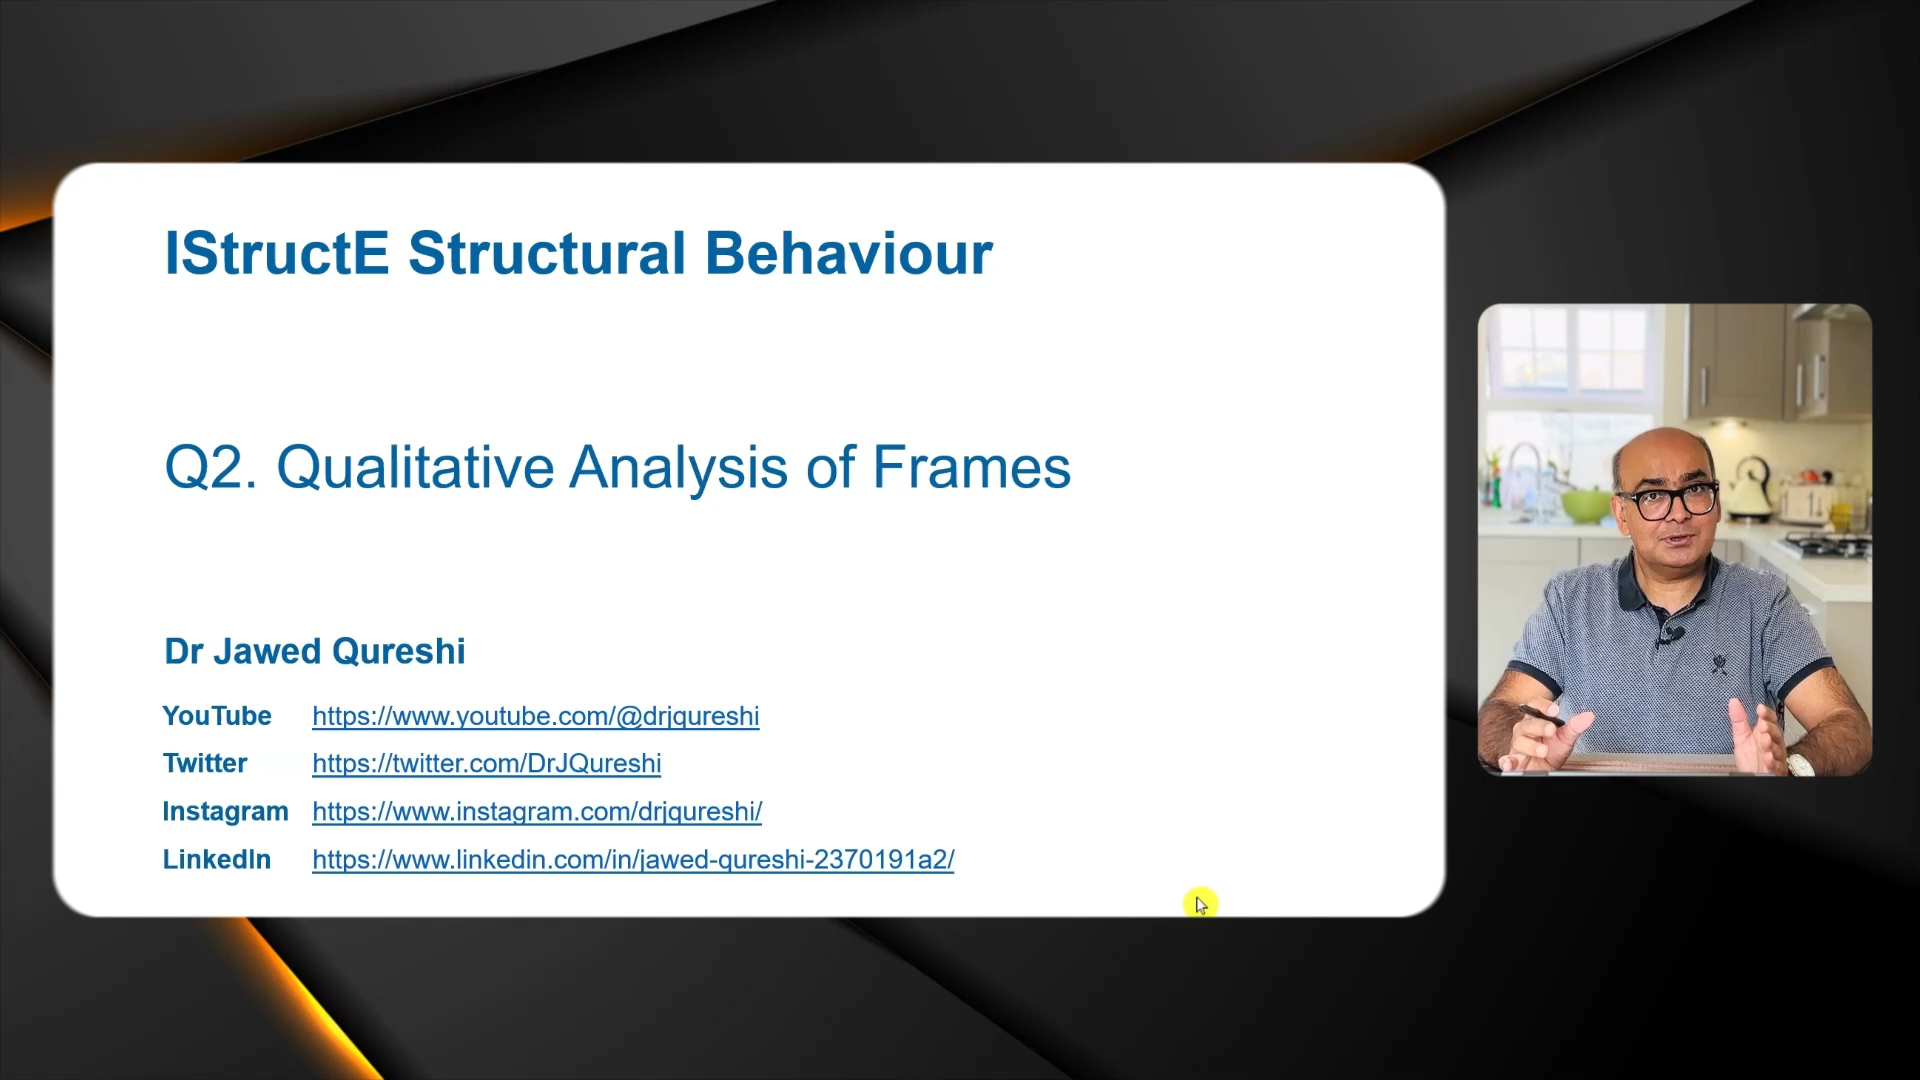 IStructE Structural Behaviour
Q2. Qualitative Analysis of Frames
Dr Jawed Qureshi
YouTube https://www.youtube.com/@drjqureshi
Twitter https://twitter.com/DrJQureshi
Instagram https://www.instagram.com/drjqureshi/
LinkedIn https://www.linkedin.com/in/jawed-qureshi-2370191a2/